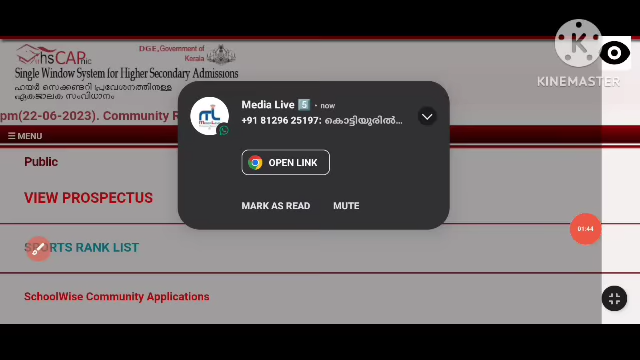 hsCAP nic
DGE, Government of
Kerala
Single Window System for Higher Secondary Admissions
ഹയർ സെക്കണ്ടറി പ്രവേശനത്തിനുള്ള
ഏകജാലക സംവിധാനം
pm(22-06-2023). Community R
☰ MENU
Public
VIEW PROSPECTUS
SPORTS RANK LIST
SchoolWise Community Applications
Media Live 5 • now
+91 81296 25197: കൊട്ടിയൂരിൽ...
OPEN LINK
MARK AS READ MUTE
K
KINEMASTER
01:44